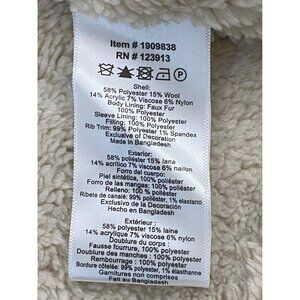 Item # 1909838
RN # 123913
Shell:
58% Polyester 15% Wool
14% Acrylic 7% Viscose 6% Nylon
Body Lining: Faux Fur
100% Polyester
Sleeve Lining: 100% Polyester
Filling: 100% Polyester
Rib Trim: 99% Polyester 1% Spandex
Exclusive of Decoration
Made in Bangladesh
Exterior:
58% poliéster 15% lana
14% acrílico 7% viscosa 6% nailon
Forro del cuerpo:
Piel sintética, 100% poliéster
Forro de las mangas: 100% poliéster
Relleno: 100% poliéster
Ribete de canalé: 99% poliéster, 1% elastano
Exclusivo de la Decoración
Hecho en Bangladesh
Extérieur :
58% polyester 15% laine
14% acrylique 7% viscose 6% nylon
Doublure du corps :
Fausse fourrure, 100% polyester
Doublure des manches : 100% polyester
Rembourrage : 100% polyester
Bordure côtelée: 99% polyester, 1% élasthanne
Garnitures non comprises
Fait au Bangladesh